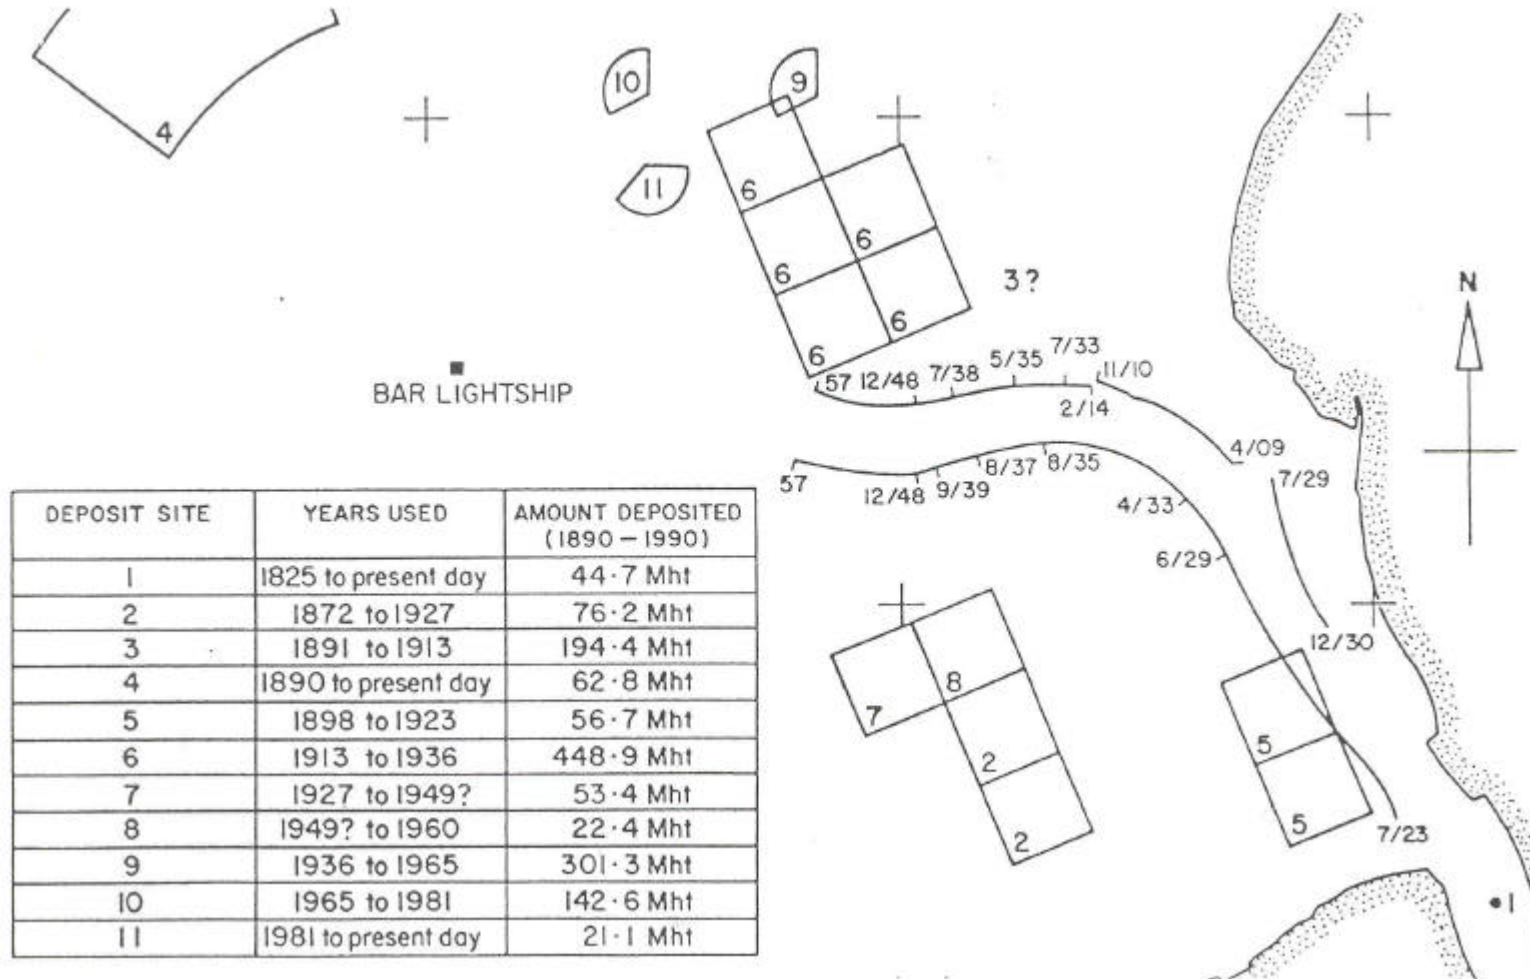 10
9
4
11
6
6
6
3?
N
6
6
7/33
5/35
11/10
57 12/48 7/38
BAR LIGHTSHIP
2/14
4/09
57
12/48 9/39 8/37 8/35
7/29
4/33
6/29
12/30
8
7
5
2
2
5
7/23
1
DEPOSIT SITE YEARS USED AMOUNT DEPOSITED
(1890 – 1990)
1 1825 to present day 44·7 Mht
2 1872 to 1927 76·2 Mht
3 1891 to 1913 194·4 Mht
4 1890 to present day 62·8 Mht
5 1898 to 1923 56·7 Mht
6 1913 to 1936 448·9 Mht
7 1927 to 1949? 53·4 Mht
8 1949? to 1960 22·4 Mht
9 1936 to 1965 301·3 Mht
10 1965 to 1981 142·6 Mht
11 1981 to present day 21·1 Mht